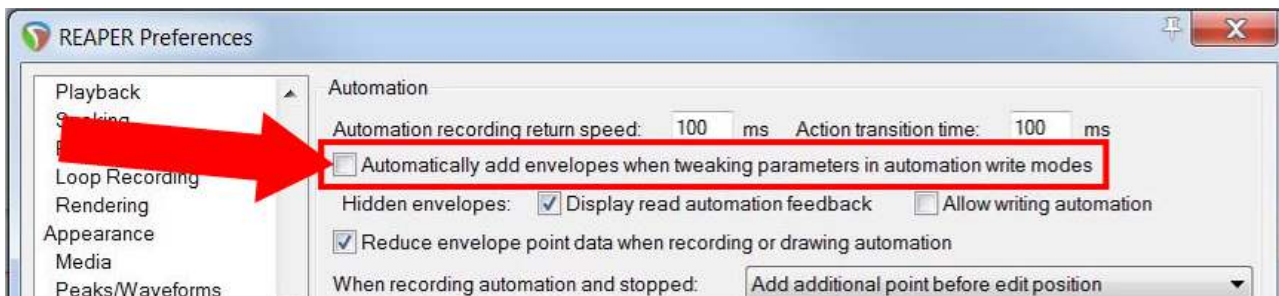 REAPER Preferences
Playback
Loop Recording
Rendering
Appearance
Media
Peaks/Waveforms
Automation
Automation recording return speed: 100 ms Action transition time: 100 ms
Automatically add envelopes when tweaking parameters in automation write modes
Hidden envelopes: Display read automation feedback Allow writing automation
Reduce envelope point data when recording or drawing automation
When recording automation and stopped: Add additional point before edit position